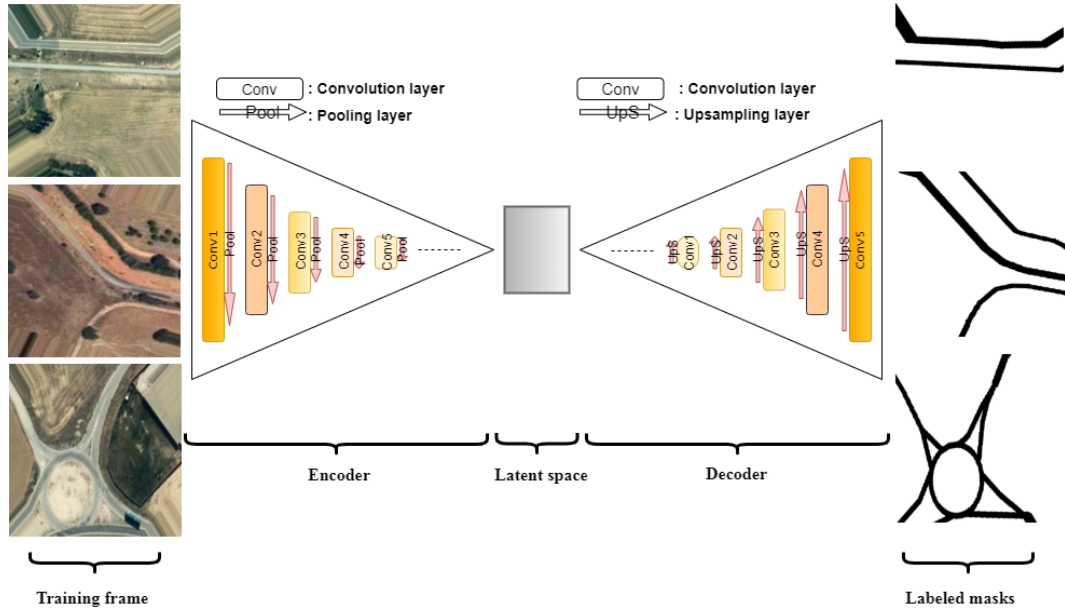 Conv : Convolution layer
Pool : Pooling layer
Conv : Convolution layer
UpS : Upsampling layer
Conv1
Pool
Conv2
Pool
Conv3
Pool
Conv4
Pool
Conv5
Pool
UpS
Conv1
UpS
Conv2
UpS
Conv3
UpS
Conv4
UpS
Conv5
Encoder
Latent space
Decoder
Training frame
Labeled masks